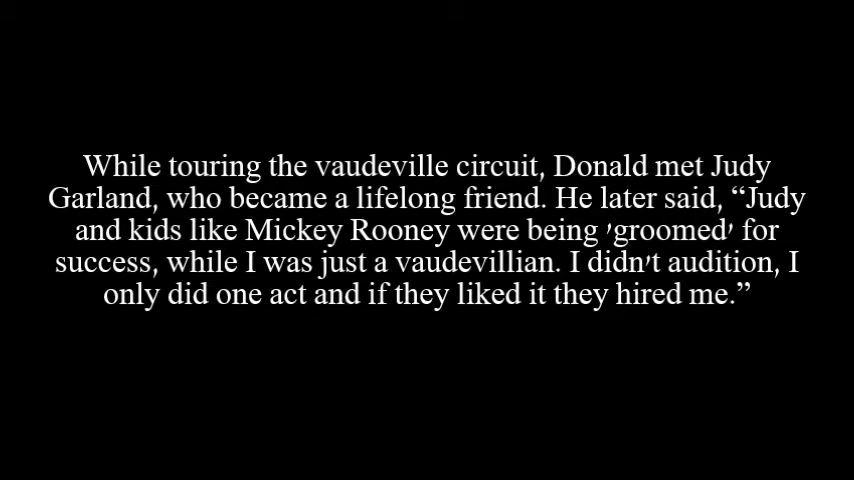 While touring the vaudeville circuit, Donald met Judy
Garland, who became a lifelong friend. He later said, “Judy
and kids like Mickey Rooney were being 'groomed' for
success, while I was just a vaudevillian. I didn't audition, I
only did one act and if they liked it they hired me.”